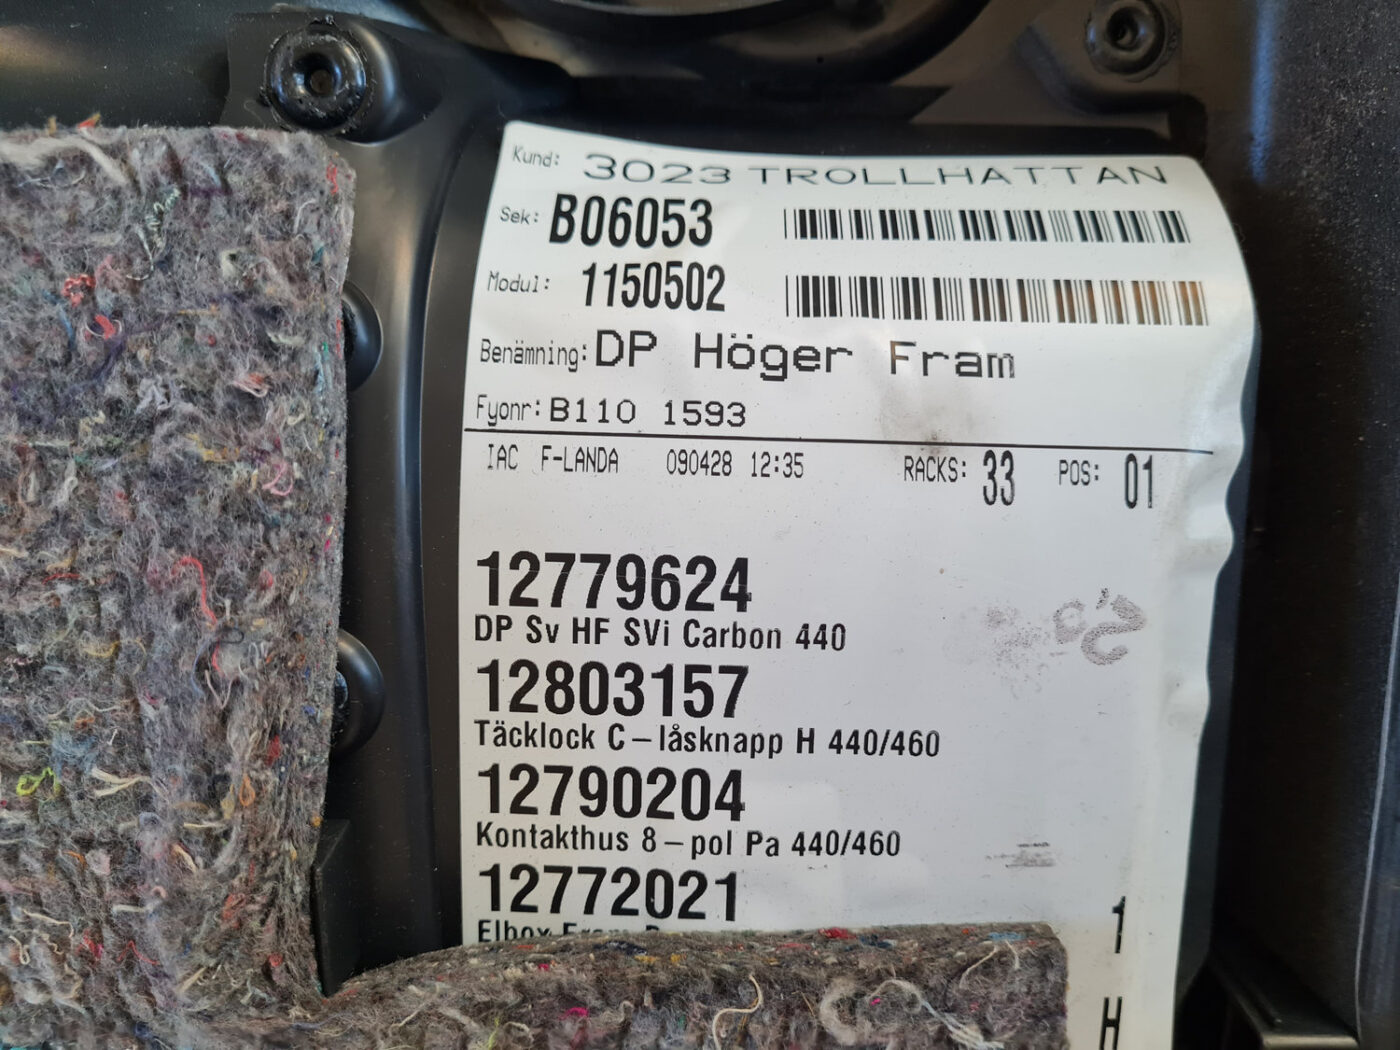 Kund: 3023 TROLLHATTAN
Sek: B06053
Modul: 1150502
Benämning: DP Höger Fram
Fyonr: B110 1593
IAC F-LANDA 090428 12:35 RACKS: 33 POS: 01
12779624
DP Sv HF SVi Carbon 440
12803157
Täcklock C-låsknapp H 440/460
12790204
Kontakthus 8-pol Pa 440/460
12772021
1
Elbox Fram
H